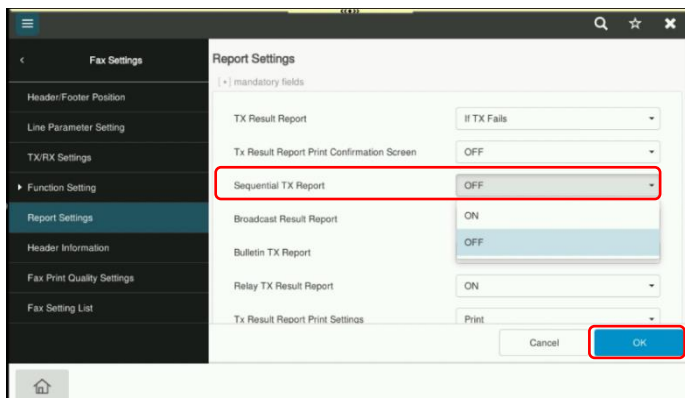 Fax Settings
Report Settings
[*] mandatory fields
Header/Footer Position
Line Parameter Setting
TX/RX Settings
Function Setting
Report Settings
Header Information
Fax Print Quality Settings
Fax Setting List
TX Result Report
If TX Fails
Tx Result Report Print Confirmation Screen
OFF
Sequential TX Report
OFF
ON
OFF
Broadcast Result Report
Bulletin TX Report
Relay TX Result Report
ON
Tx Result Report Print Settings
Print
Cancel
OK